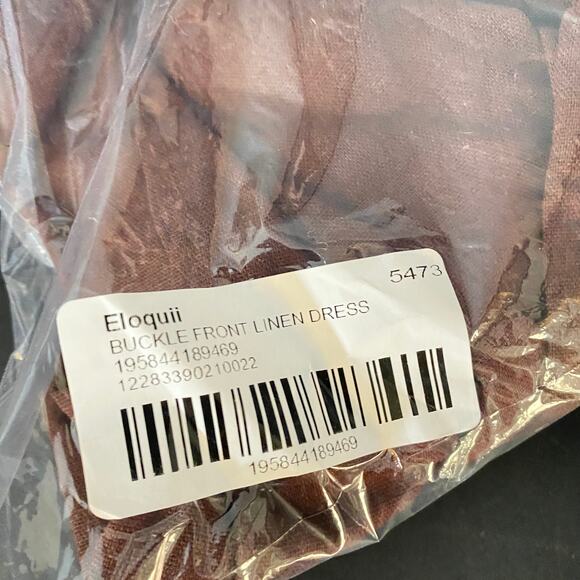 5473
Eloquii
BUCKLE FRONT LINEN DRESS
195844189469
12283390210022
195844189469